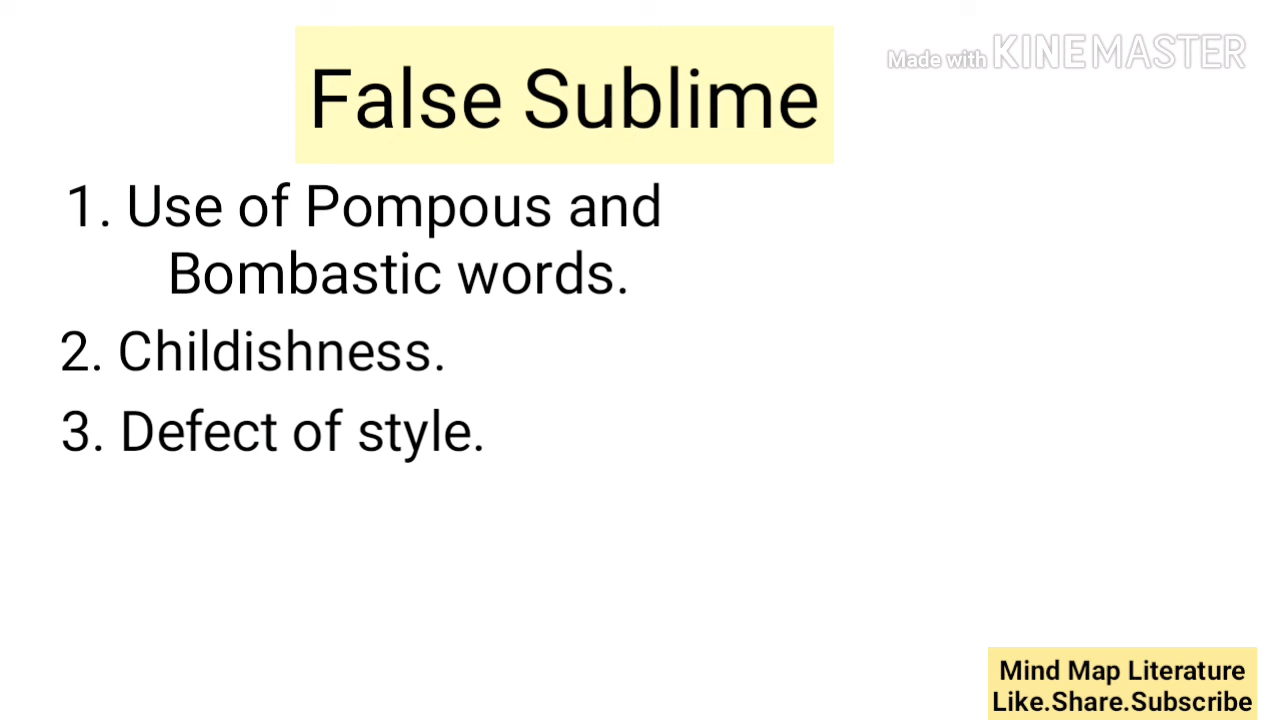 Made with KINEMASTER
False Sublime
1. Use of Pompous and
Bombastic words.
2. Childishness.
3. Defect of style.
Mind Map Literature
Like.Share.Subscribe